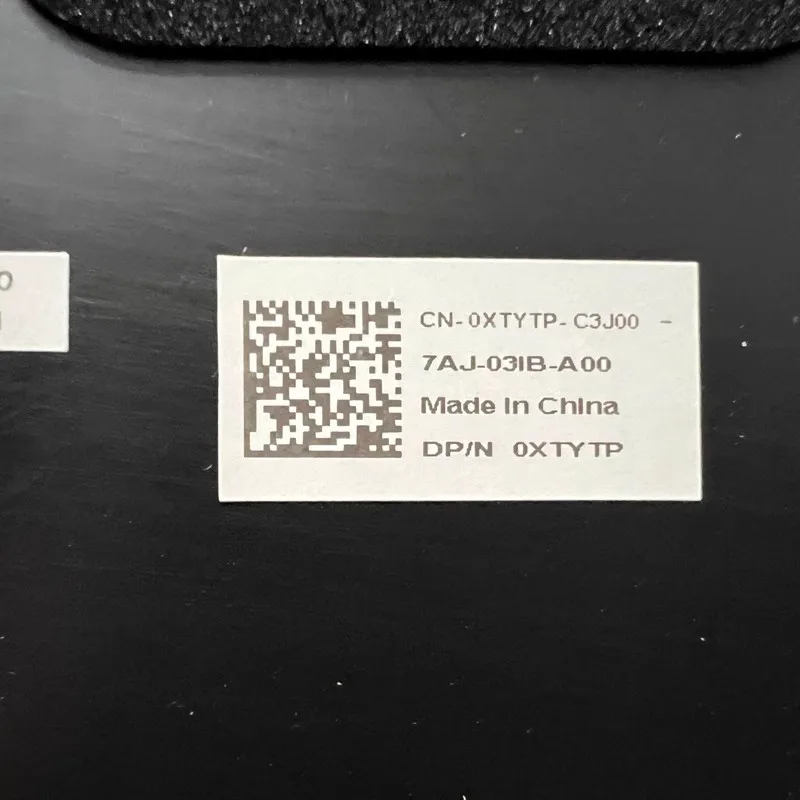 CN-0XTYTP-C3J00 -
7AJ-03IB-A00
Made In China
DP/N 0XTYTP